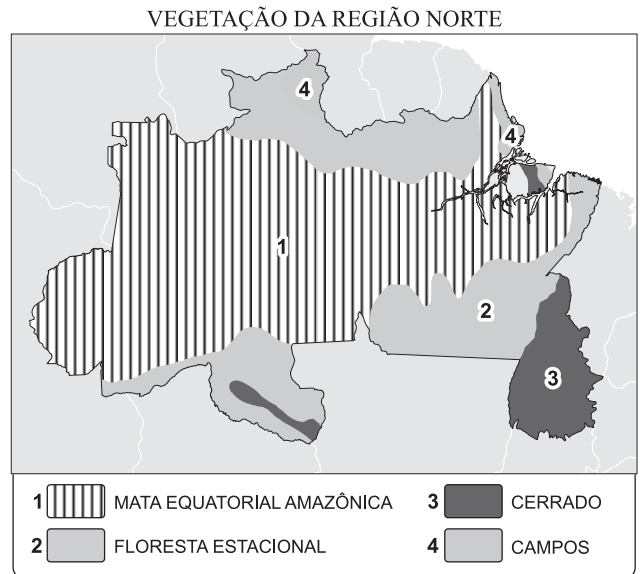 VEGETAÇÃO DA REGIÃO NORTE
4
4
1
2
3
1 MATA EQUATORIAL AMAZÔNICA
3 CERRADO
2 FLORESTA ESTACIONAL
4 CAMPOS